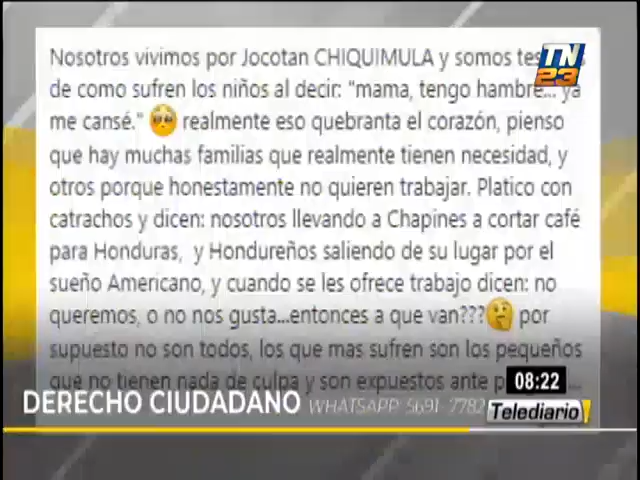 Nosotros vivimos por Jocotan CHIQUIMULA y somos
TN
23
de como sufren los niños al decir: "mama, tengo hambre... ya
me cansé." 🥺 realmente eso quebranta el corazón, pienso
que hay muchas familias que realmente tienen necesidad, y
otros porque honestamente no quieren trabajar. Platico con
catrachos y dicen: nosotros llevando a Chapines a cortar café
para Honduras, y Hondureños saliendo de su lugar por el
sueño Americano, y cuando se les ofrece trabajo dicen: no
queremos, o no nos gusta...entonces a que van???🤔 por
supuesto no son todos, los que mas sufren son los pequeños
que no tienen nada de culpa y son expuestos ante
08:22
DERECHO CIUDADANO WHATSAPP: 5691-7782
Telediario